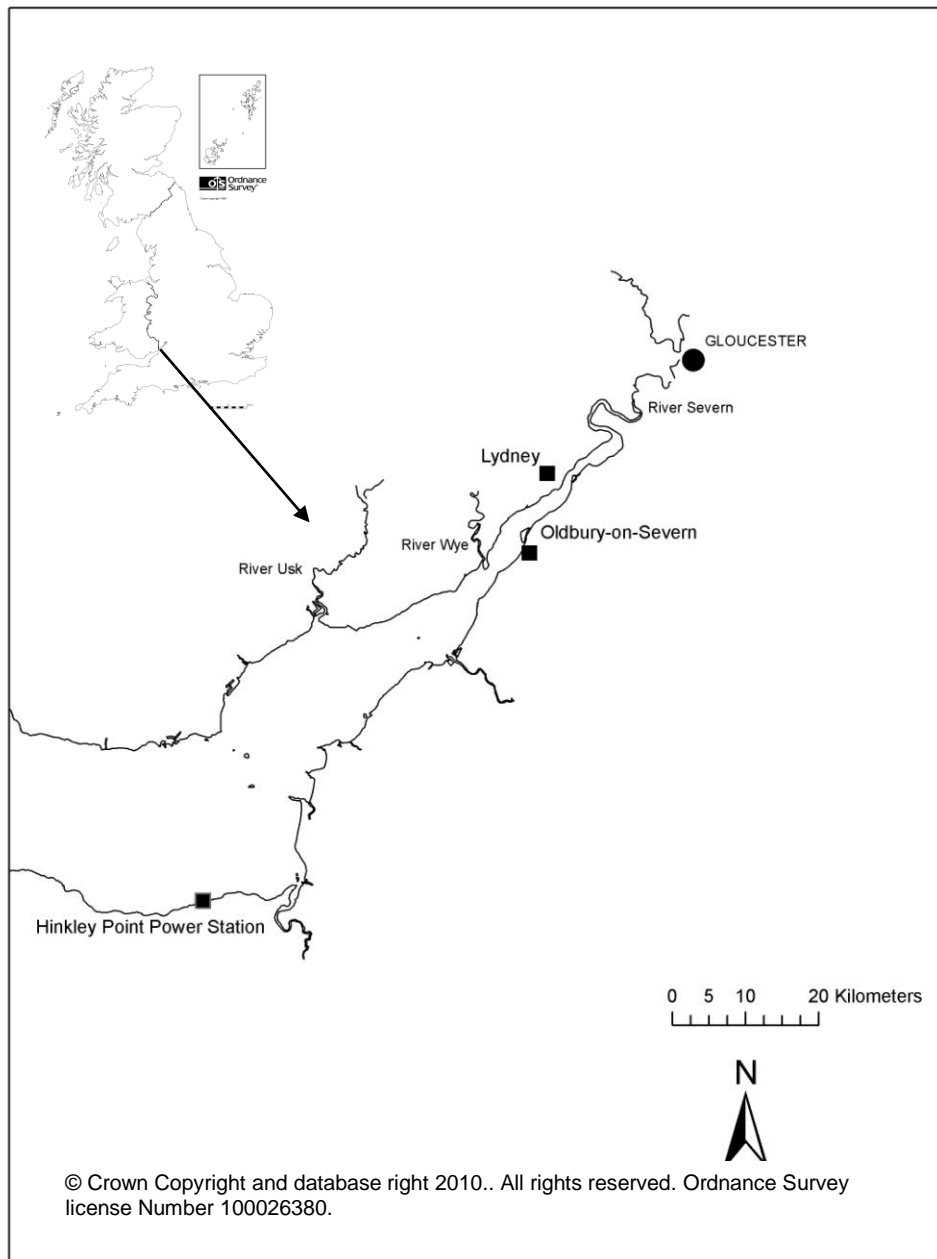 Ordnance
Survey®
GLOUCESTER
River Severn
Lydney
Oldbury-on-Severn
River Wye
River Usk
Hinkley Point Power Station
0 5 10 20 Kilometers
N
© Crown Copyright and database right 2010.. All rights reserved. Ordnance Survey
license Number 100026380.